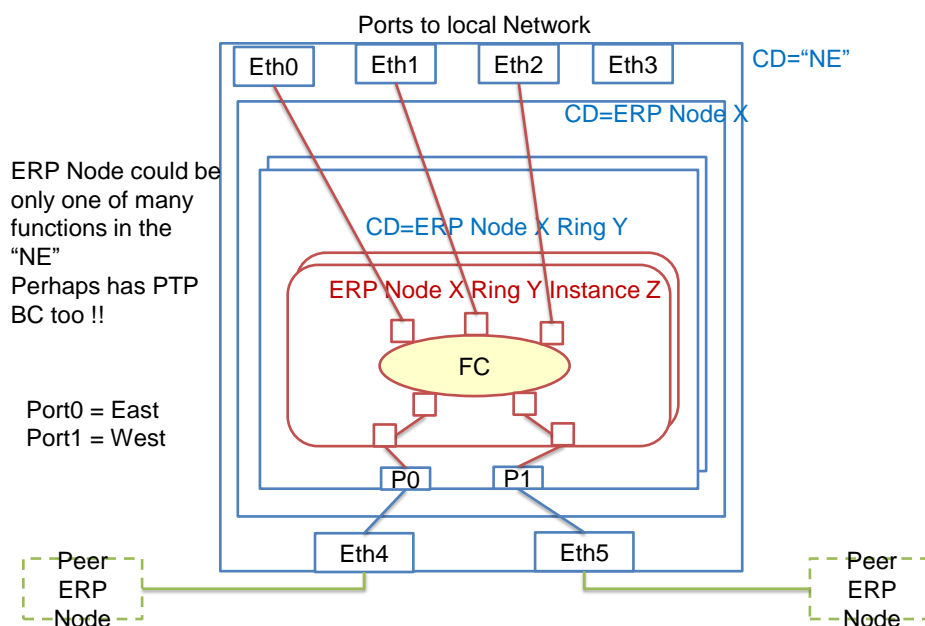 Ports to local Network
Eth0
Eth1
Eth2
Eth3
CD=“NE”
CD=ERP Node X
ERP Node could be
only one of many
functions in the
“NE”
Perhaps has PTP
BC too !!
CD=ERP Node X Ring Y
ERP Node X Ring Y Instance Z
FC
Port0 = East
Port1 = West
P0
P1
Eth4
Eth5
Peer
ERP
Node
Peer
ERP
Node